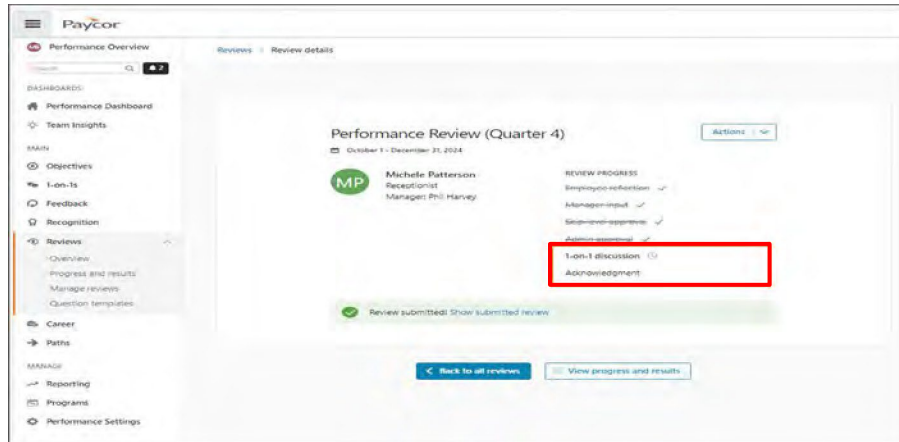 Paycor
Performance Overview
2
Reviews
Review details
DASHBOARDS
Performance Dashboard
Team Insights
MAIN
Objectives
1-on-1s
Feedback
Recognition
Reviews
Overview
Progress and results
Manage reviews
Question templates
Career
Paths
MANAGE
Reporting
Programs
Performance Settings
Performance Review (Quarter 4)
Actions
October 1 - December 31, 2024
MP
Michele Patterson
Receptionist
Manager: Phil Harvey
REVIEW PROGRESS
Employee reflection
Manager input
Skip-level approval
Admin approval
1-on-1 discussion
Acknowledgment
Review submitted! Show submitted review
Back to all reviews
View progress and results